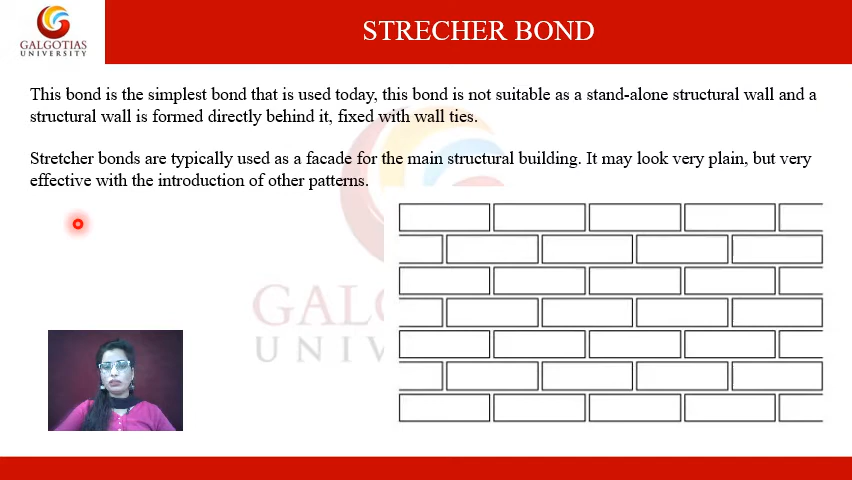 GALGOTIAS
UNIVERSITY
STRECHER BOND
This bond is the simplest bond that is used today, this bond is not suitable as a stand-alone structural wall and a
structural wall is formed directly behind it, fixed with wall ties.
Stretcher bonds are typically used as a facade for the main structural building. It may look very plain, but very
effective with the introduction of other patterns.
GALG
UNIV